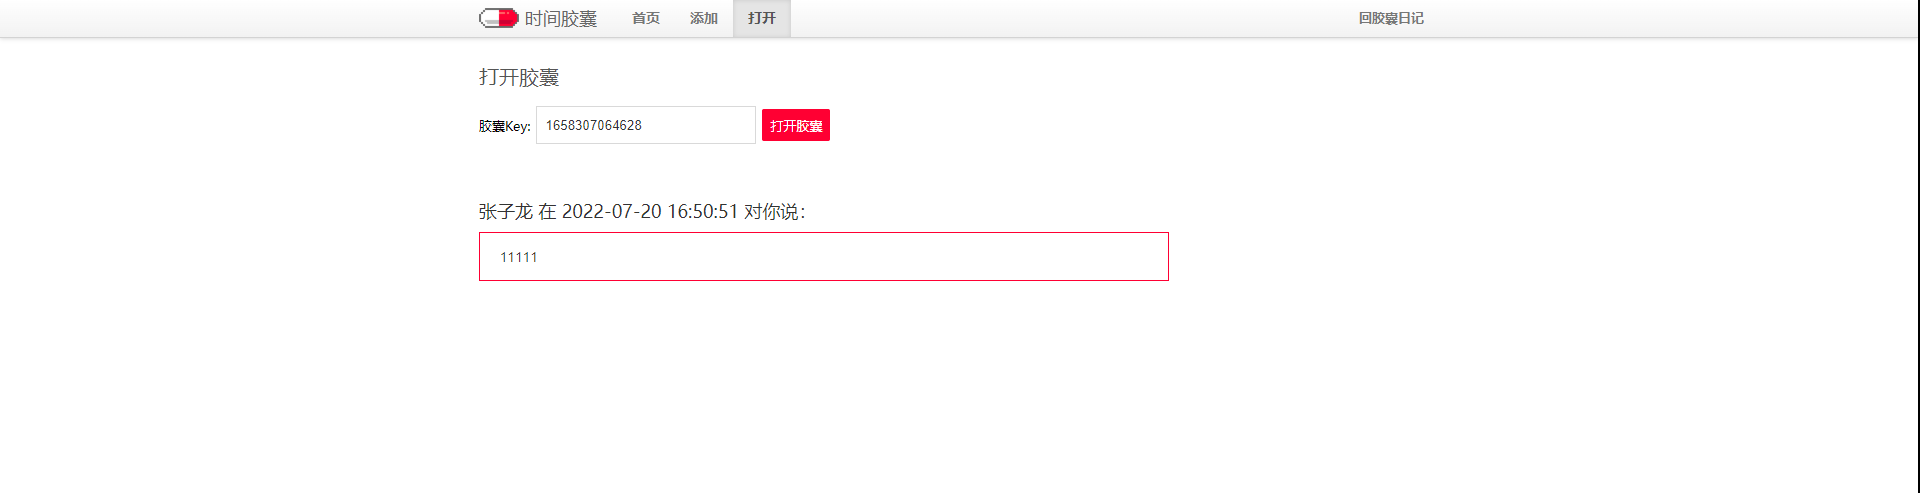 时间胶囊 首页 添加 打开 回胶囊日记
打开胶囊
胶囊Key: 1658307064628 打开胶囊
张子龙 在 2022-07-20 16:50:51 对你说：
11111